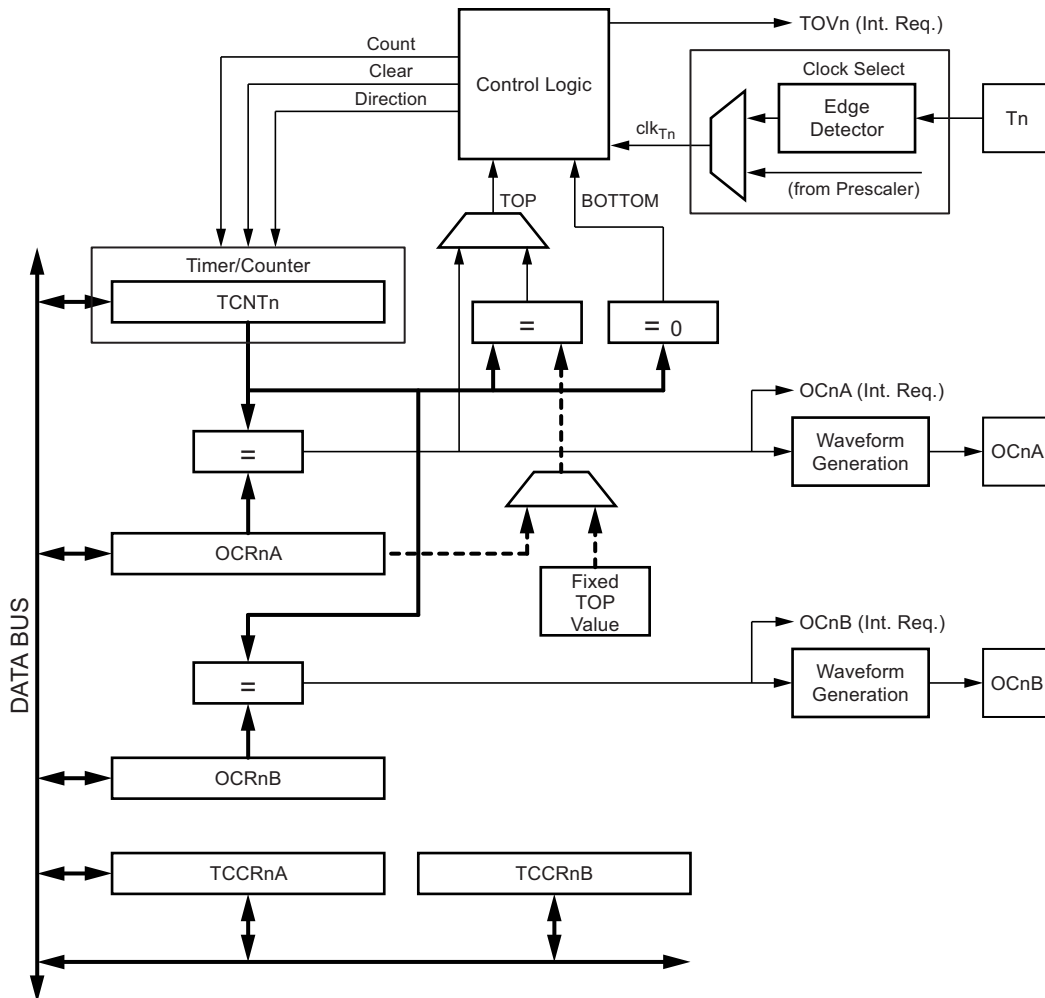 TOVn (Int. Req.)
Count
Clear
Direction
Control Logic
Clock Select
Edge
Detector
Tn
clkTn
(from Prescaler)
TOP
BOTTOM
Timer/Counter
TCNTn
=
= 0
OCnA (Int. Req.)
=
Waveform
Generation
OCnA
OCRnA
Fixed
TOP
Value
OCnB (Int. Req.)
=
Waveform
Generation
OCnB
DATA BUS
OCRnB
TCCRnA
TCCRnB